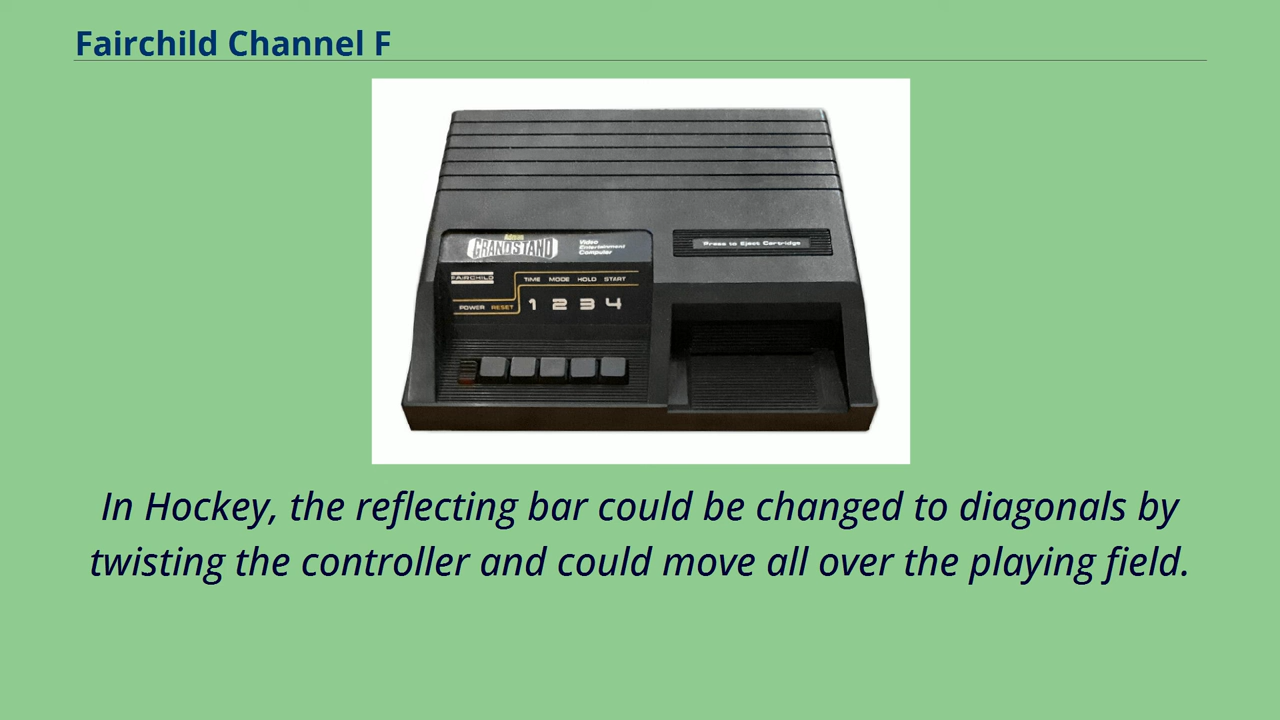 Fairchild Channel F
Adam
GRANDSTAND
Video
Entertainment
Computer
Press to Eject Cartridge
FAIRCHILD
TIME MODE HOLD START
POWER RESET 1 2 3 4
In Hockey, the reflecting bar could be changed to diagonals by
twisting the controller and could move all over the playing field.